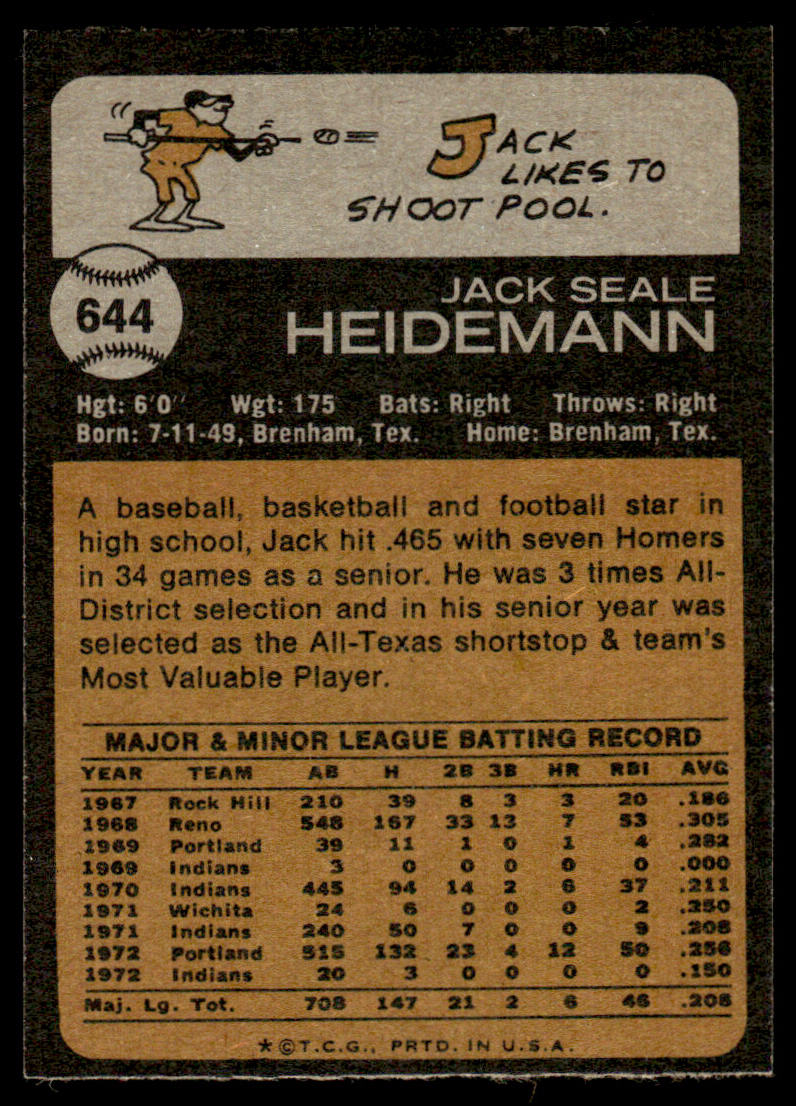 JACK
LIKES TO
SHOOT POOL.
644
JACK SEALE
HEIDEMANN
Hgt: 6'0" Wgt: 175 Bats: Right Throws: Right
Born: 7-11-49, Brenham, Tex. Home: Brenham, Tex.
A baseball, basketball and football star in
high school, Jack hit .465 with seven Homers
in 34 games as a senior. He was 3 times All-
District selection and in his senior year was
selected as the All-Texas shortstop & team's
Most Valuable Player.
MAJOR & MINOR LEAGUE BATTING RECORD
YEAR TEAM AB H 2B 3B HR RBI AVG
1967 Rock Hill 210 39 8 3 3 20 .186
1968 Reno 548 167 33 13 7 53 .305
1969 Portland 39 11 1 0 1 4 .282
1969 Indians 3 0 0 0 0 0 .000
1970 Indians 445 94 14 2 6 37 .211
1971 Wichita 24 6 0 0 0 2 .250
1971 Indians 240 50 7 0 0 9 .208
1972 Portland 515 132 23 4 12 50 .256
1972 Indians 20 3 0 0 0 0 .150
Maj. Lg. Tot. 708 147 21 2 6 46 .208
*©T.C.G., PRTD. IN U.S.A.